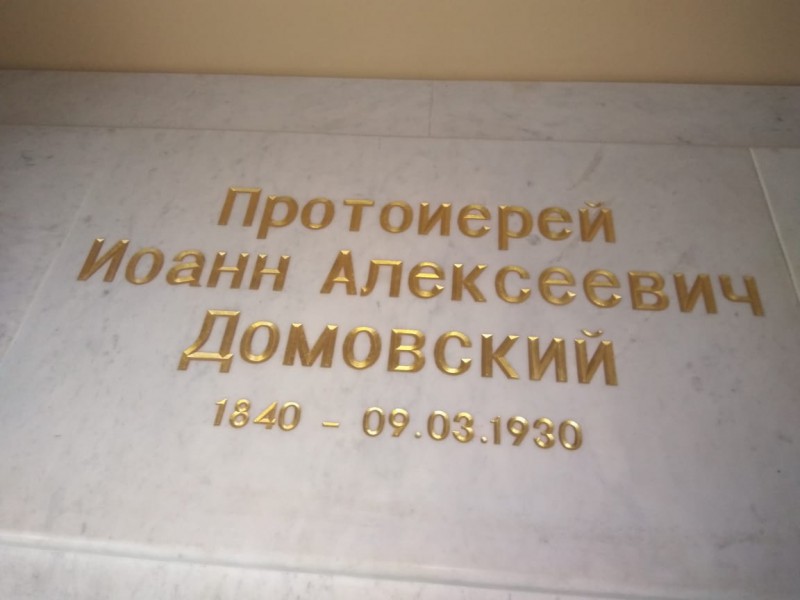 Протоиерей
Иоанн Алексеевич
Домовский
1840 - 09.03.1930